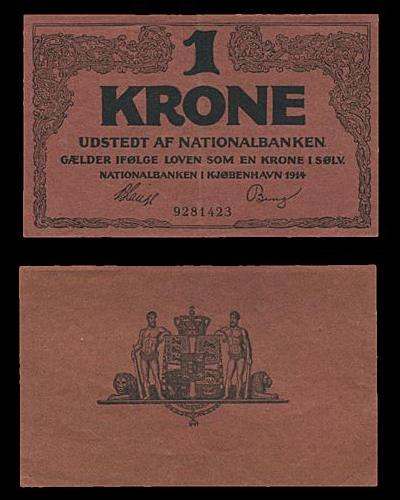 1
KRONE
UDSTEDT AF NATIONALBANKEN.
GÆLDER IFØLGE LOVEN SOM EN KRONE I SØLV.
NATIONALBANKEN I KJØBENHAVN 1914
9281423